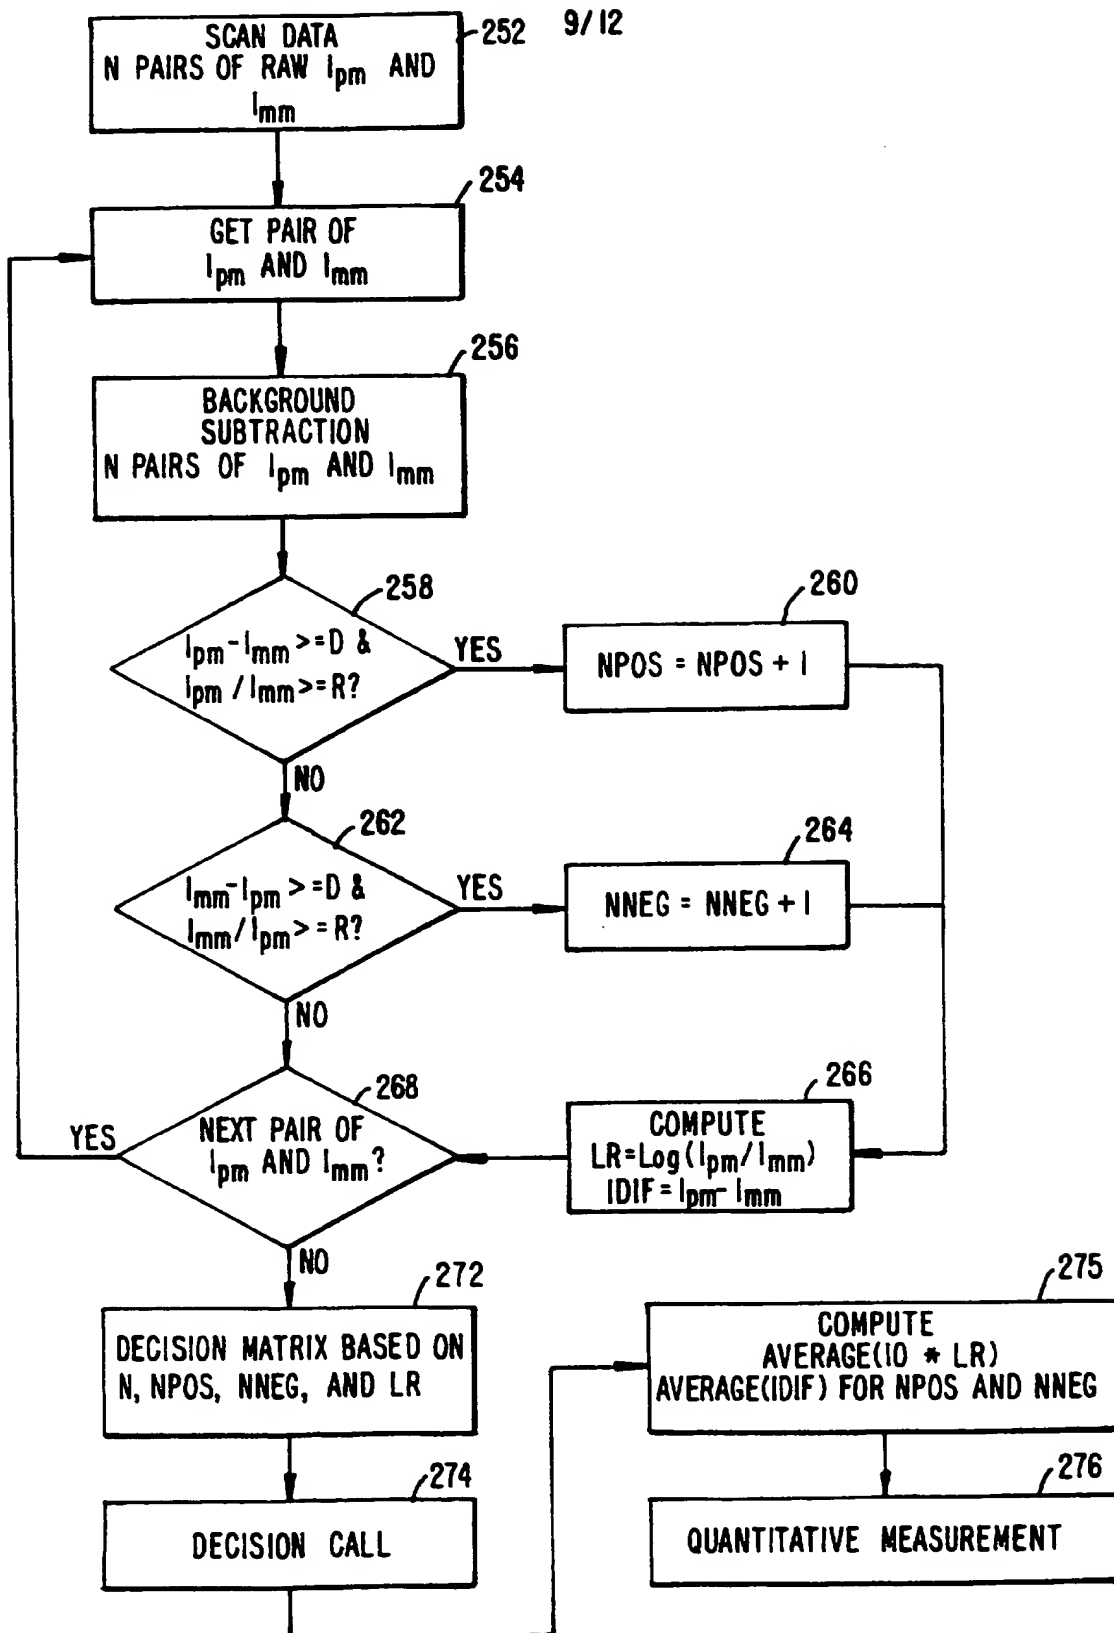 9/12
252
SCAN DATA
N PAIRS OF RAW Ipm AND
Imm
254
GET PAIR OF
Ipm AND Imm
256
BACKGROUND
SUBTRACTION
N PAIRS OF Ipm AND Imm
258
Ipm-Imm >=D &
Ipm/Imm >=R?
YES
260
NPOS = NPOS + 1
NO
262
Imm-Ipm >=D &
Imm/Ipm >=R?
YES
264
NNEG = NNEG + 1
NO
268
NEXT PAIR OF
Ipm AND Imm?
YES
266
COMPUTE
LR=Log(Ipm/Imm)
IDIF=Ipm-Imm
NO
272
DECISION MATRIX BASED ON
N, NPOS, NNEG, AND LR
274
DECISION CALL
275
COMPUTE
AVERAGE(10 * LR)
AVERAGE(IDIF) FOR NPOS AND NNEG
276
QUANTITATIVE MEASUREMENT